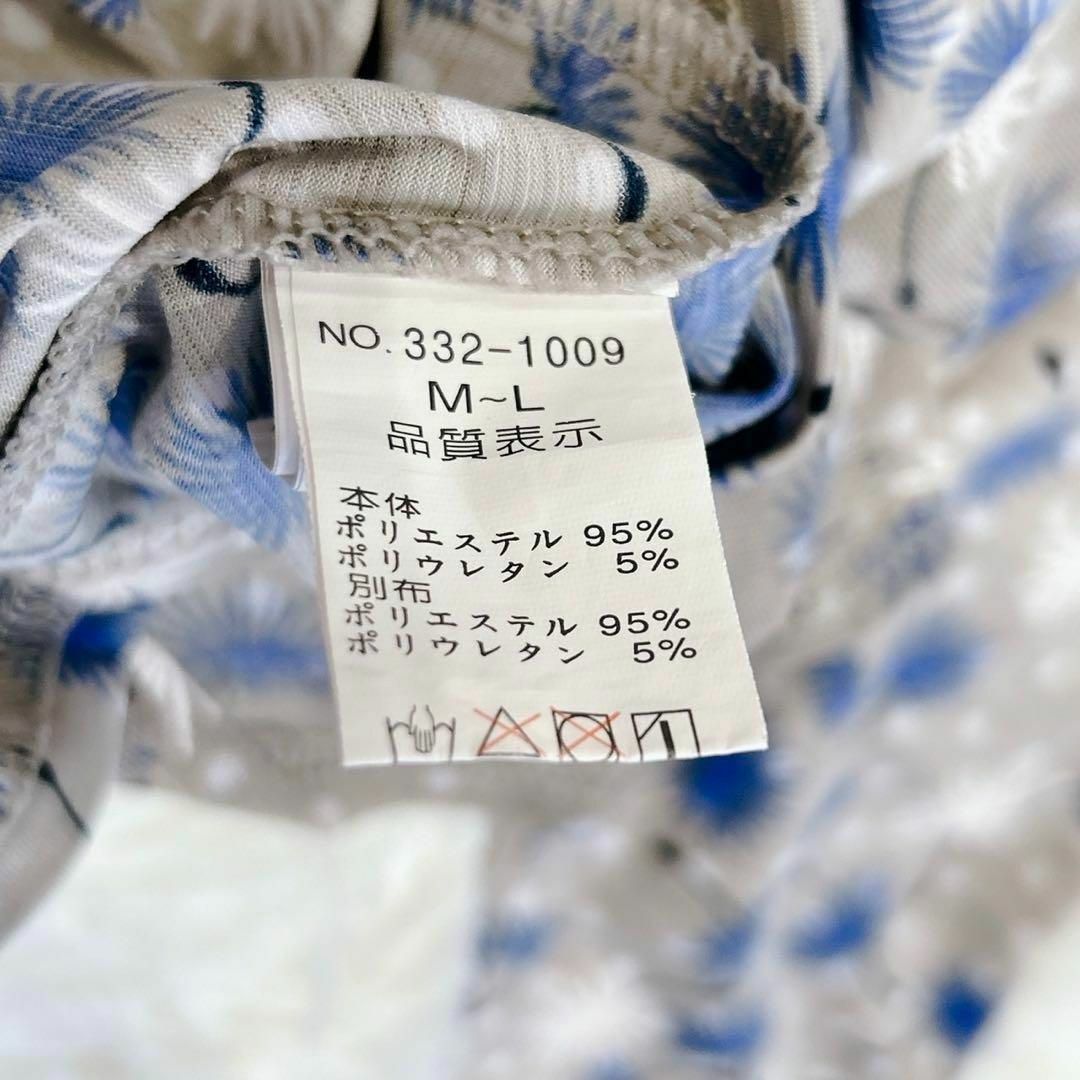 NO. 332-1009
M~L
品質表示
本体
ポリエステル 95%
ポリウレタン 5%
別布
ポリエステル 95%
ポリウレタン 5%